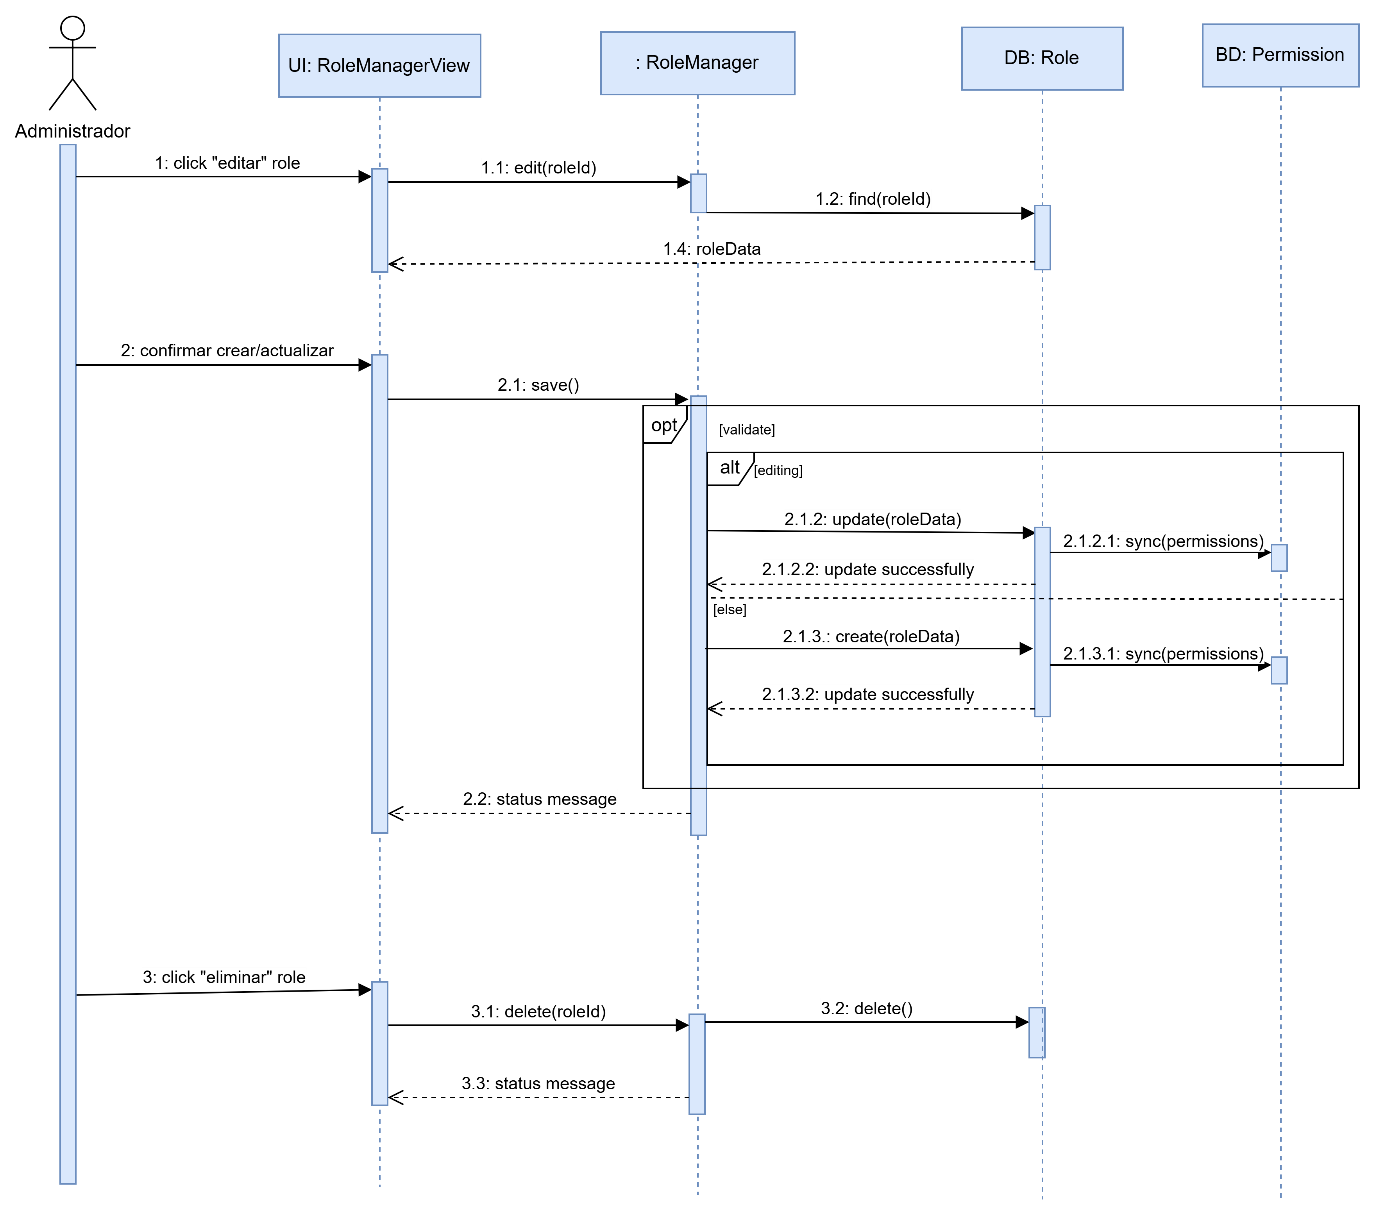 UI: RoleManagerView
: RoleManager
DB: Role
BD: Permission
Administrador
1: click "editar" role
1.1: edit(roleId)
1.2: find(roleId)
1.4: roleData
2: confirmar crear/actualizar
2.1: save()
opt
[validate]
alt
[editing]
2.1.2: update(roleData)
2.1.2.1: sync(permissions)
2.1.2.2: update successfully
[else]
2.1.3.: create(roleData)
2.1.3.1: sync(permissions)
2.1.3.2: update successfully
2.2: status message
3: click "eliminar" role
3.1: delete(roleId)
3.2: delete()
3.3: status message